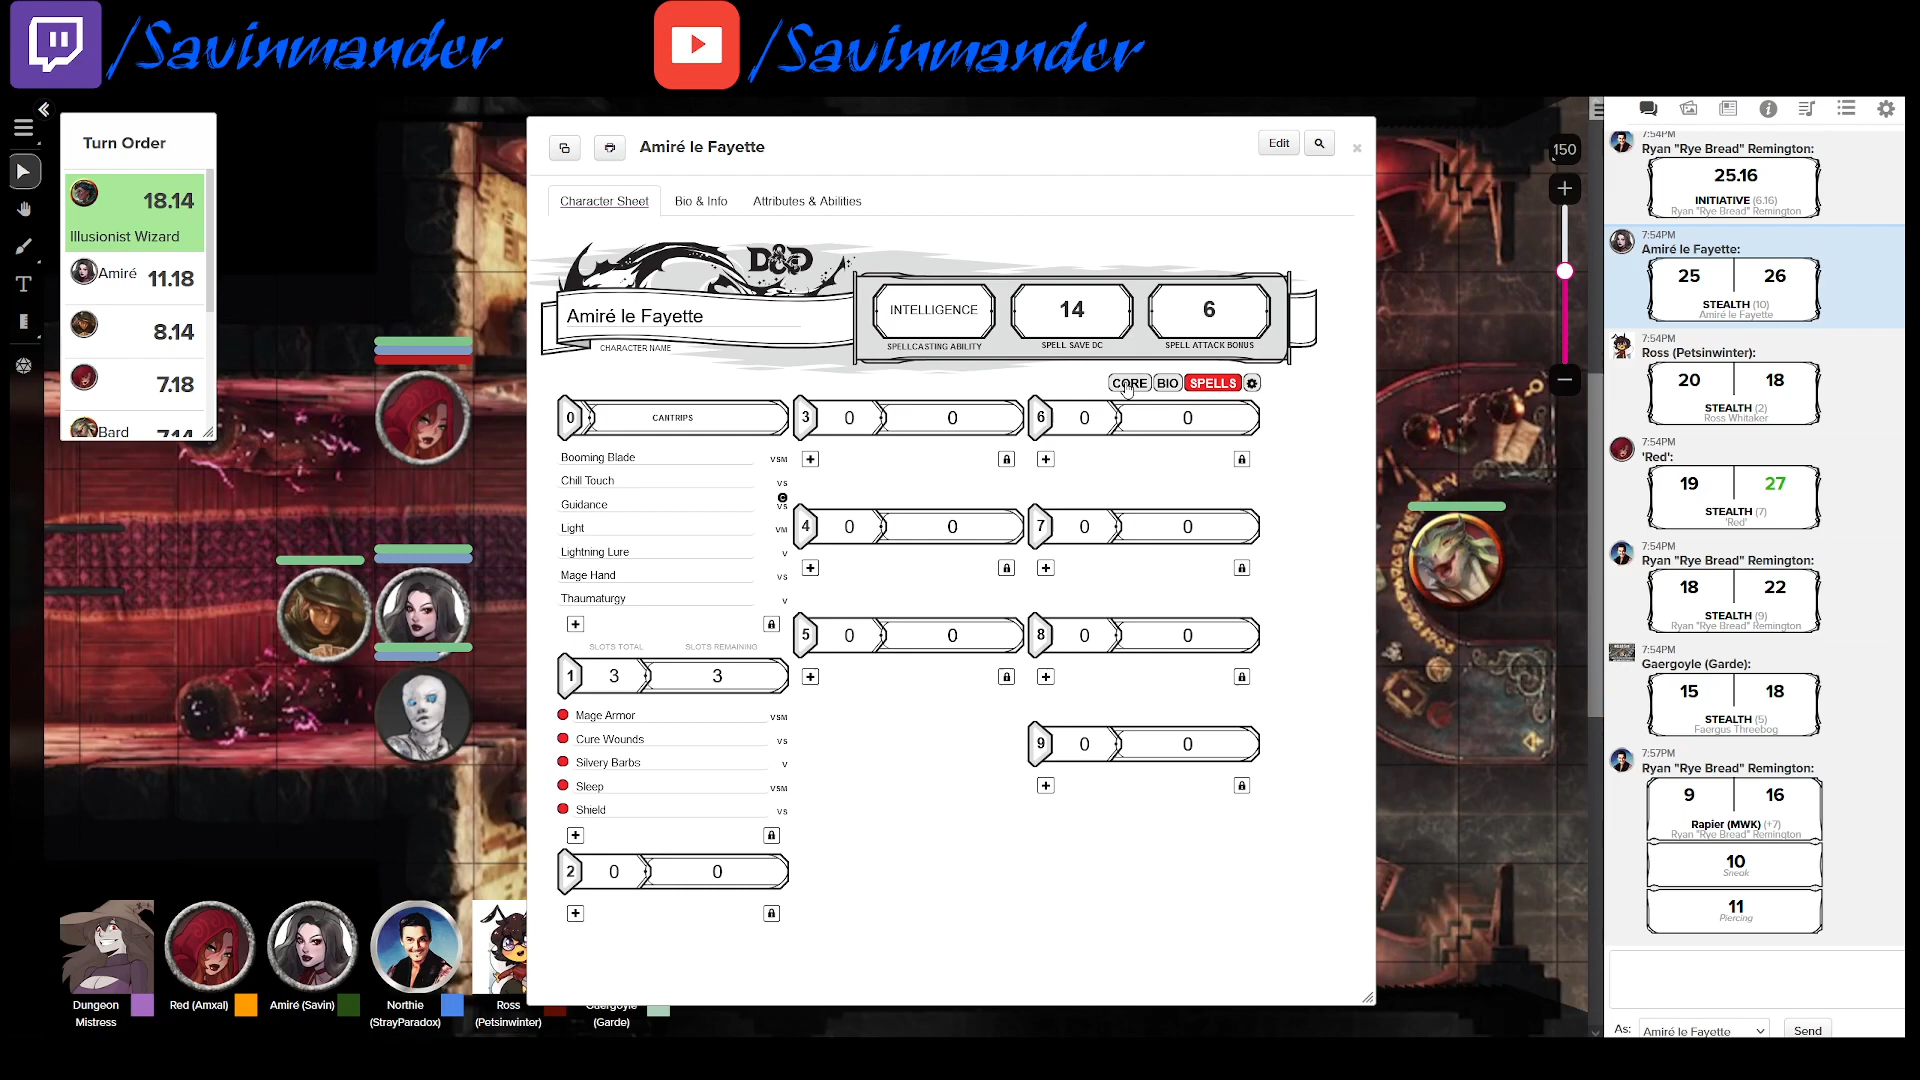 /Savinmander
/Savinmander
Turn Order
18.14
Illusionist Wizard
Amiré
11.18
8.14
7.18
Bard
Amiré le Fayette
Edit
Character Sheet
Bio & Info
Attributes & Abilities
D&D
Amiré le Fayette
CHARACTER NAME
INTELLIGENCE
14
6
SPELLCASTING ABILITY
SPELL SAVE DC
SPELL ATTACK BONUS
CORE
BIO
SPELLS
0
CANTRIPS
Booming Blade
VSM
Chill Touch
VS
Guidance
C
VS
Light
VM
Lightning Lure
V
Mage Hand
VS
Thaumaturgy
V
+
SLOTS TOTAL
SLOTS REMAINING
1
3
3
Mage Armor
VSM
Cure Wounds
VS
Silvery Barbs
V
Sleep
VSM
Shield
VS
+
2
0
0
+
3
0
0
+
4
0
0
+
5
0
0
+
6
0
0
+
7
0
0
+
8
0
0
+
9
0
0
+
150
7:54PM
Ryan "Rye Bread" Remington:
25.16
INITIATIVE (6.16)
Ryan "Rye Bread" Remington
7:54PM
Amiré le Fayette:
25
26
STEALTH (10)
Amiré le Fayette
7:54PM
Ross (Petsinwinter):
20
18
STEALTH (2)
Ross Whitaker
7:54PM
'Red':
19
27
STEALTH (7)
'Red'
7:54PM
Ryan "Rye Bread" Remington:
18
22
STEALTH (9)
Ryan "Rye Bread" Remington
7:54PM
Gaergoyle (Garde):
15
18
STEALTH (5)
Faergus Threebog
7:57PM
Ryan "Rye Bread" Remington:
9
16
Rapier (MWK) (+7)
Ryan "Rye Bread" Remington
10
Sneak
11
Piercing
As:
Amiré le Fayette
Send
Dungeon
Mistress
Red (Amxal)
Amiré (Savin)
Northie
(StrayParadox)
Ross
(Petsinwinter)
Gaergoyle
(Garde)